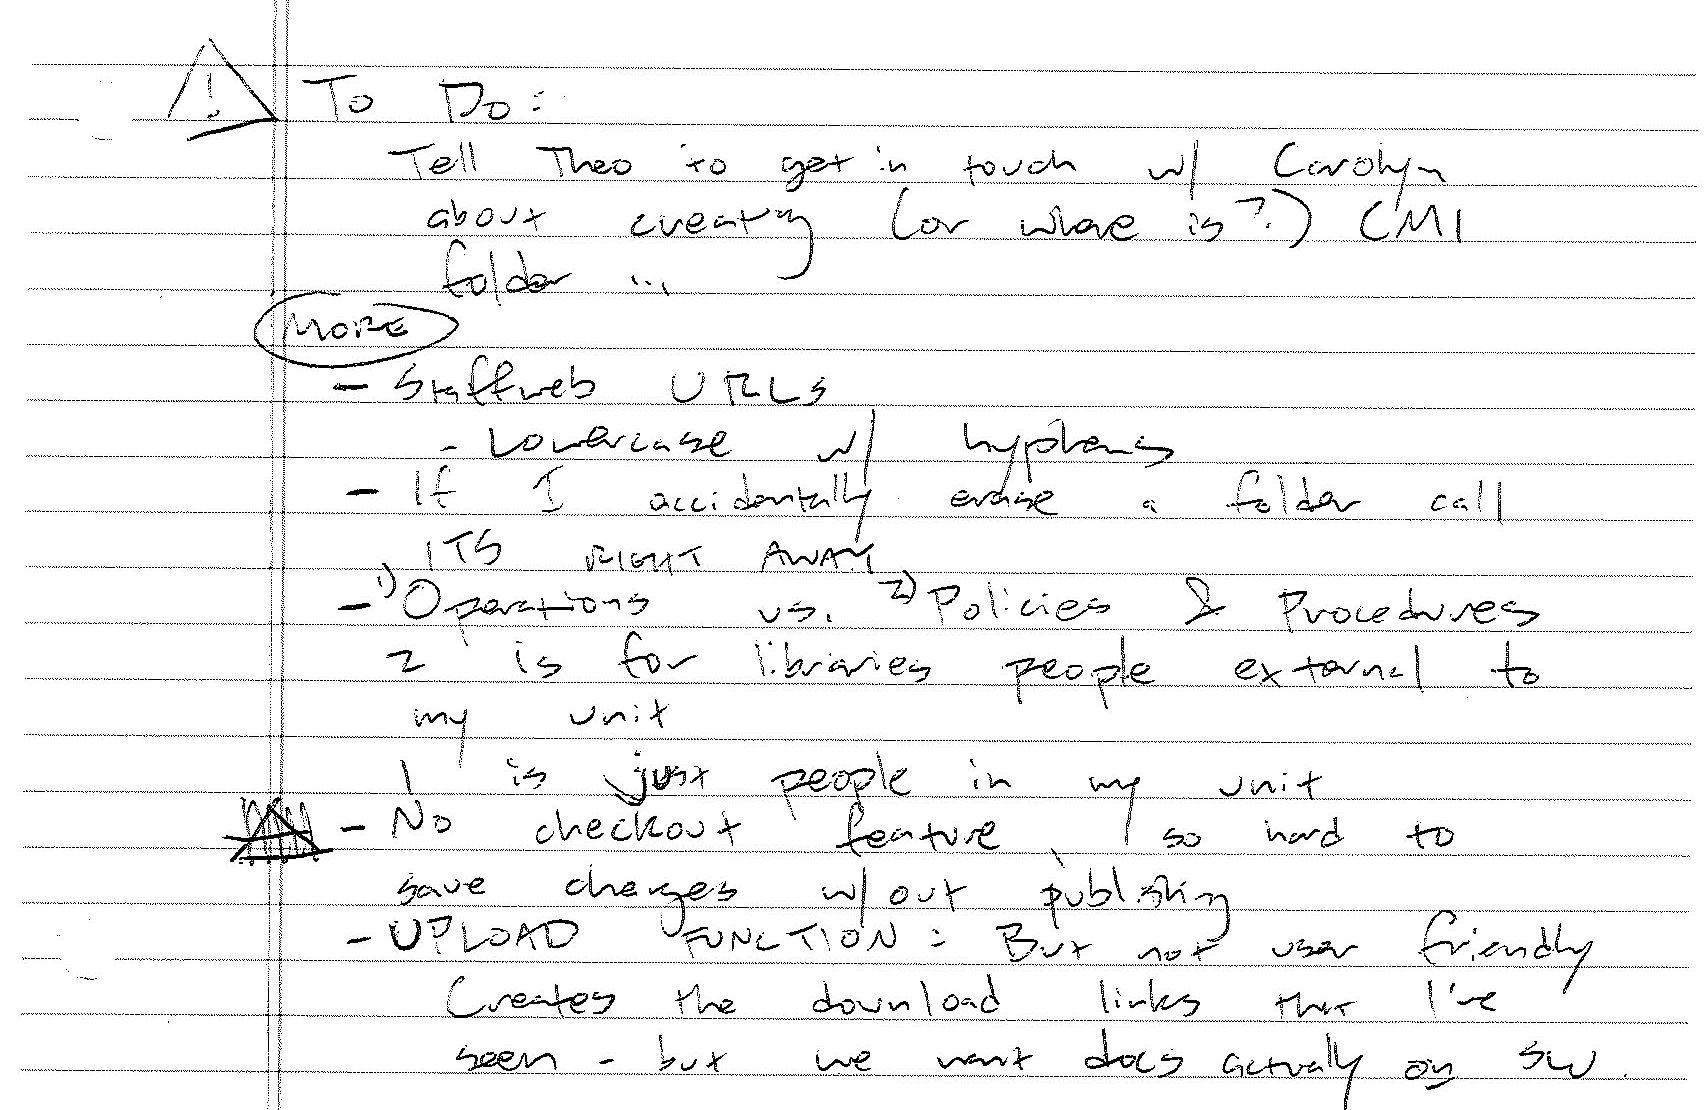 ! To Do:
Tell Theo to get in touch w/ Carolyn
about creating (or where is?) CMI
folder ...
MORE
- Staffweb URLs
- Lowercase w/ hyphens
- If I accidentally erase a folder call
ITS RIGHT AWAY
- 1) Operations vs. 2) Policies & Procedures
2 is for libraries people external to
my unit
1 is just people in my unit
- No checkout feature, so hard to
save changes w/out publishing
- UPLOAD FUNCTION: But not user friendly
Creates the download links that I've
seen - but we want docs actually on SW.